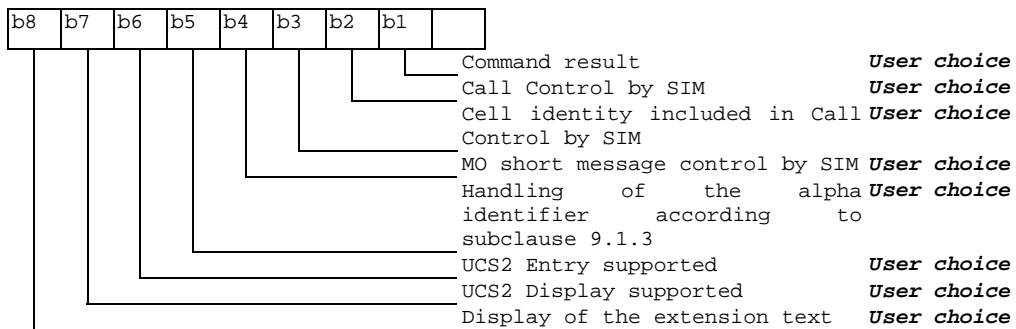 b8 b7 b6 b5 b4 b3 b2 b1
Command result User choice
Call Control by SIM User choice
Cell identity included in Call User choice
Control by SIM
MO short message control by SIM User choice
Handling of the alpha User choice
identifier according to
subclause 9.1.3
UCS2 Entry supported User choice
UCS2 Display supported User choice
Display of the extension text User choice